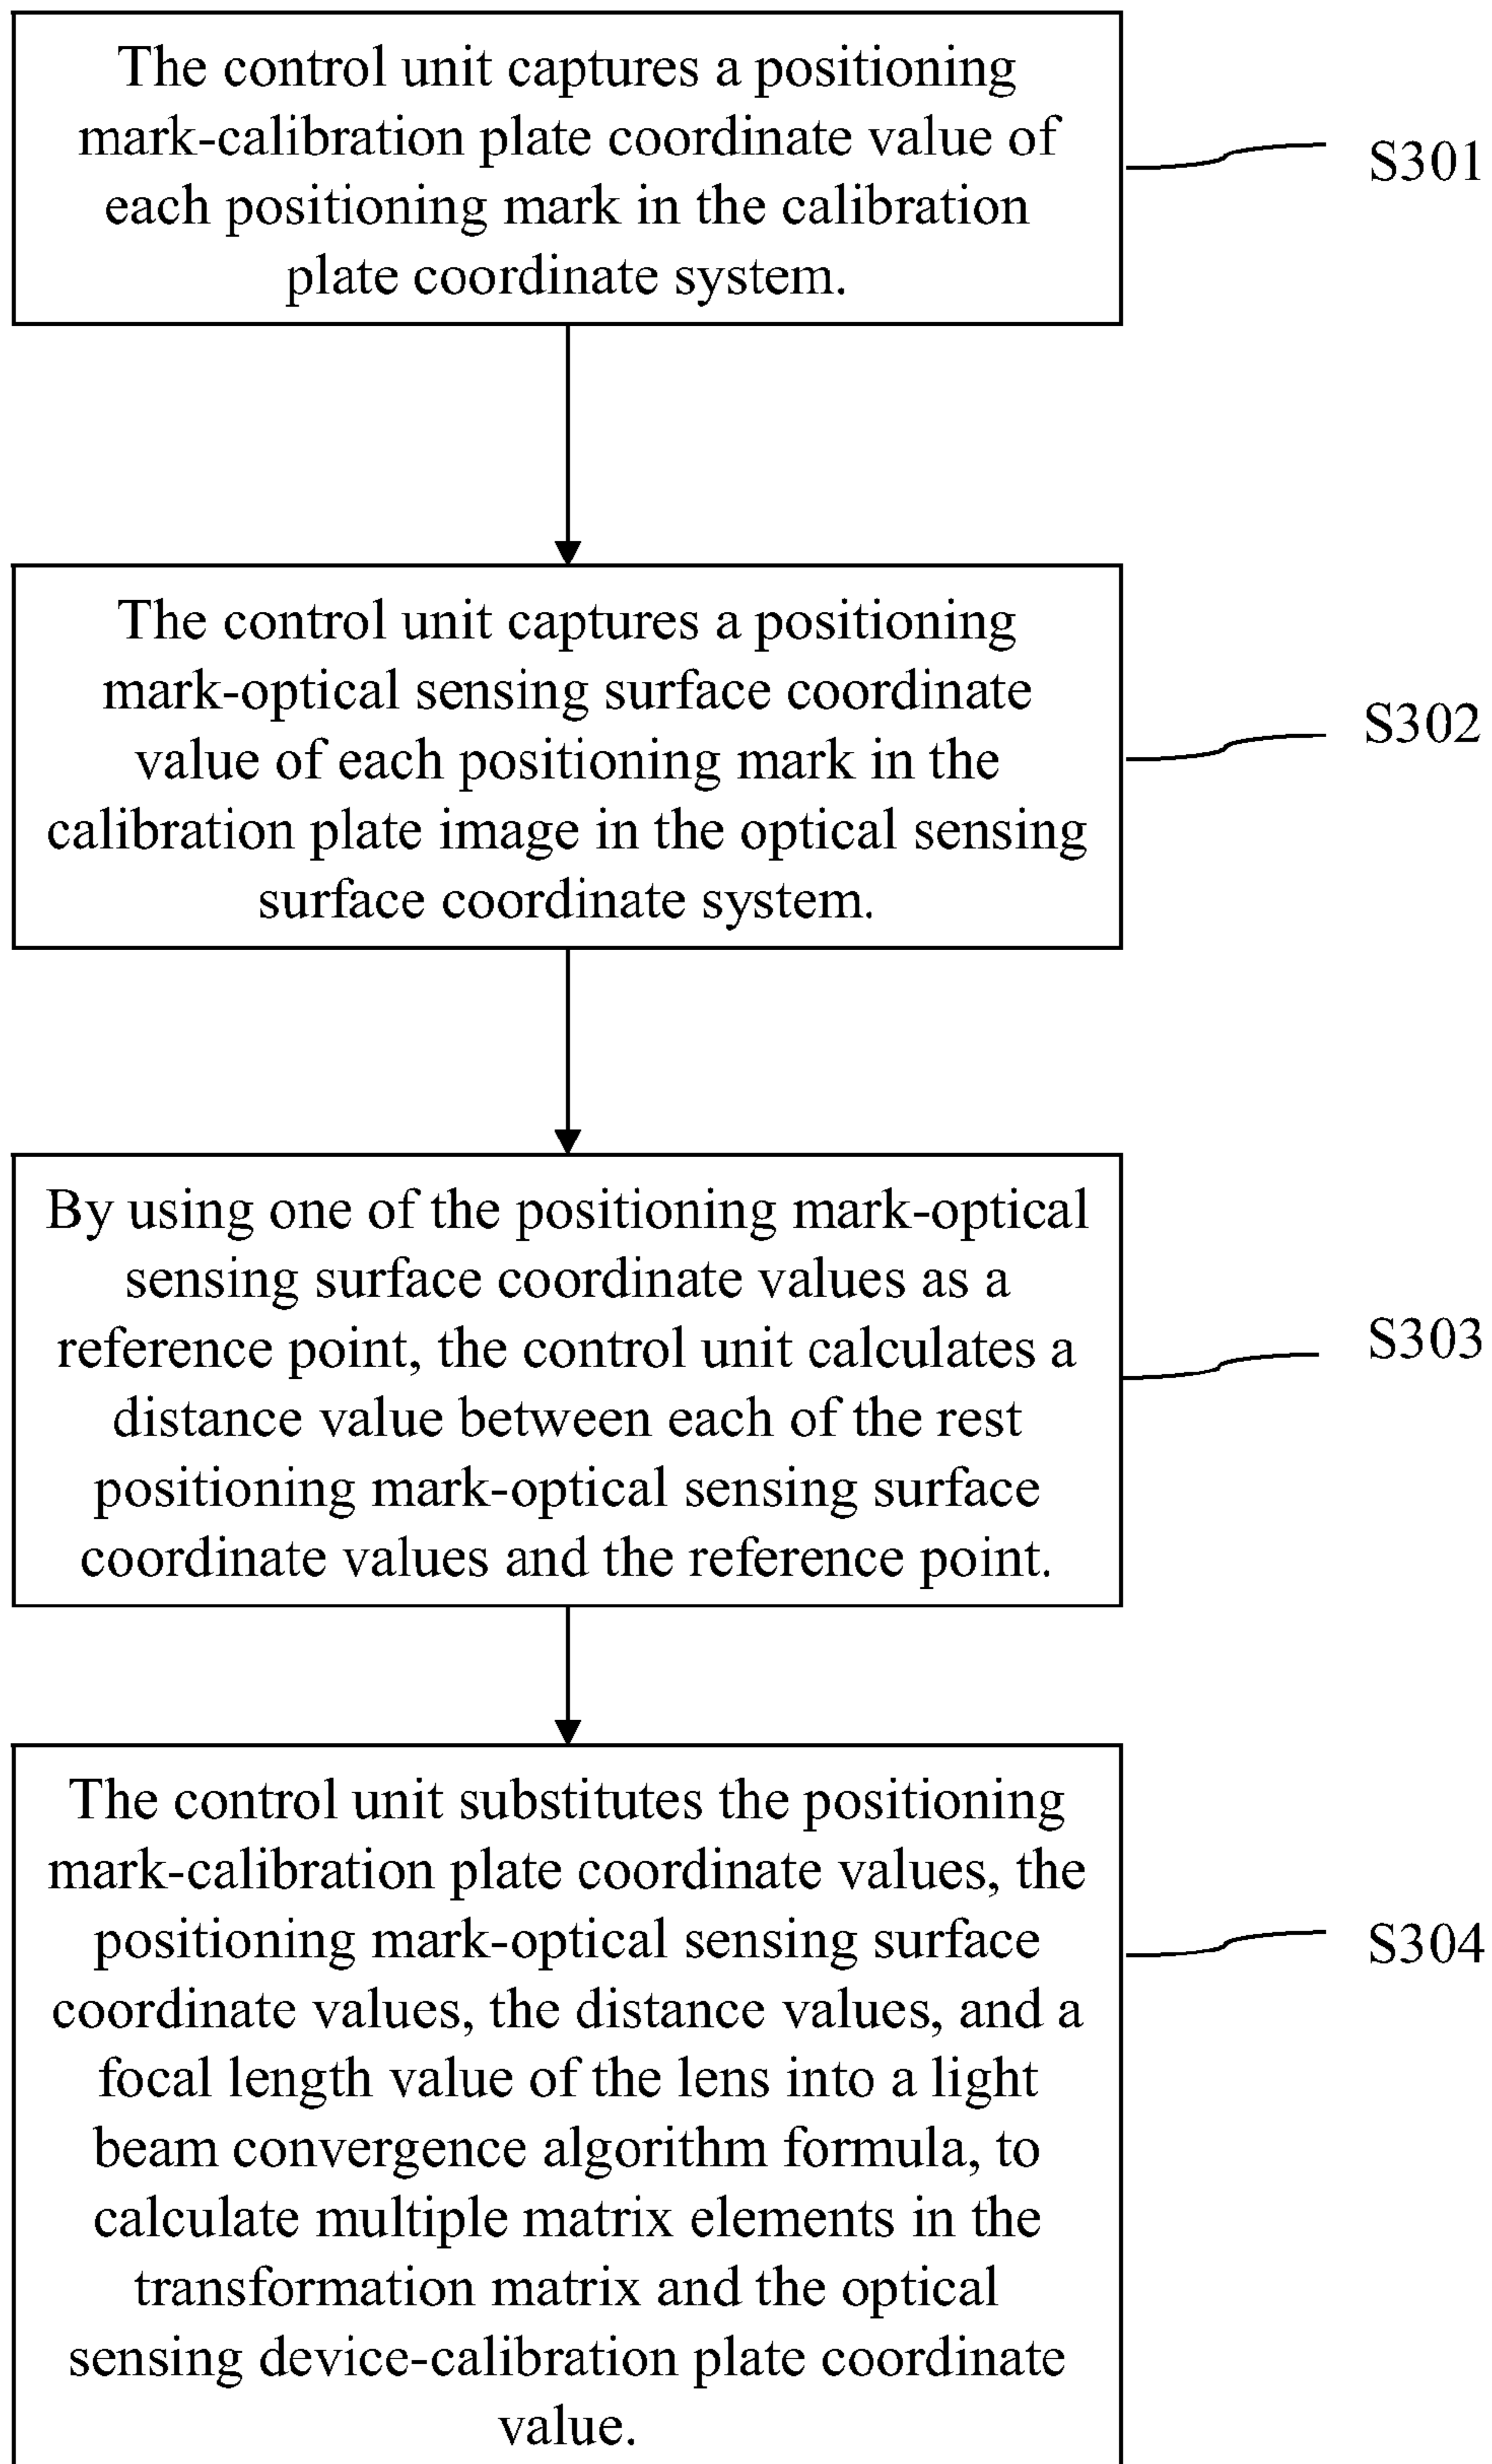 The control unit captures a positioning
mark-calibration plate coordinate value of
each positioning mark in the calibration
plate coordinate system.
S301
The control unit captures a positioning
mark-optical sensing surface coordinate
value of each positioning mark in the
calibration plate image in the optical sensing
surface coordinate system.
S302
By using one of the positioning mark-optical
sensing surface coordinate values as a
reference point, the control unit calculates a
distance value between each of the rest
positioning mark-optical sensing surface
coordinate values and the reference point.
S303
The control unit substitutes the positioning
mark-calibration plate coordinate values, the
positioning mark-optical sensing surface
coordinate values, the distance values, and a
focal length value of the lens into a light
beam convergence algorithm formula, to
calculate multiple matrix elements in the
transformation matrix and the optical
sensing device-calibration plate coordinate
value.
S304